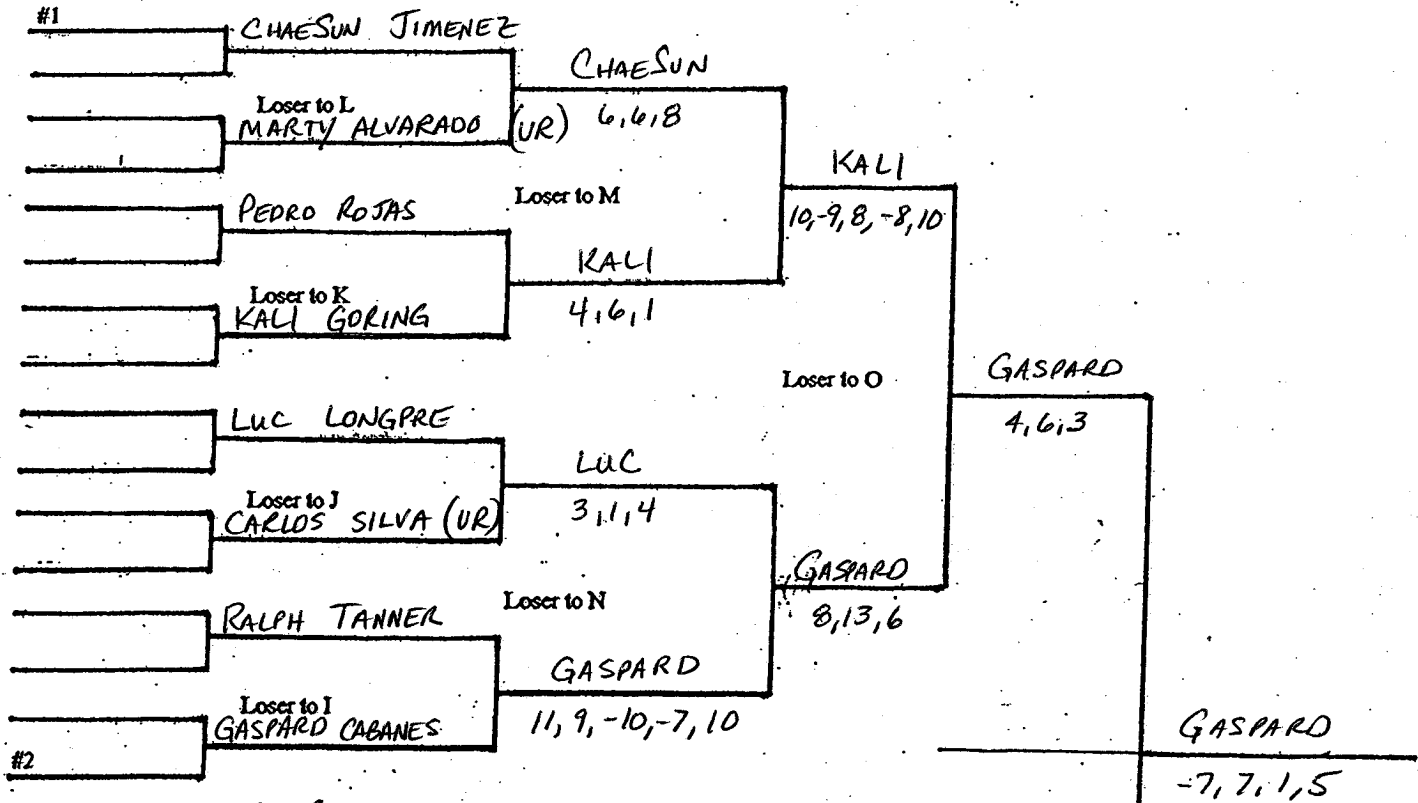 #1
CHAESUN JIMENEZ
CHAESUN
Loser to L
6,6,8
MARTY ALVARADO (UR)
KALI
Loser to M
PEDRO ROJAS
10,-9,8,-8,10
KALI
Loser to K
4,6,1
KALI GORING
GASPARD
Loser to O
4,6,3
LUC LONGPRE
LUC
Loser to J
3,1,4
CARLOS SILVA (UR)
GASPARD
Loser to N
8,13,6
RALPH TANNER
GASPARD
Loser to I
11, 9, -10, -7, 10
GASPARD CABANES
GASPARD
#2
-7, 7, 1, 5